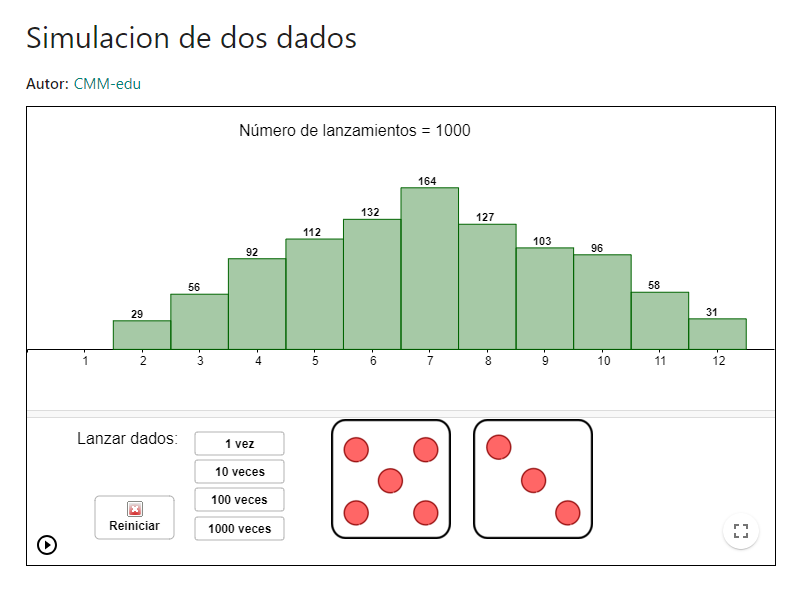 Simulacion de dos dados
Autor: CMM-edu
Número de lanzamientos = 1000
164
132
127
112
103
92
96
56
58
29
31
1 2 3 4 5 6 7 8 9 10 11 12
Lanzar dados:
1 vez
10 veces
100 veces
1000 veces
Reiniciar